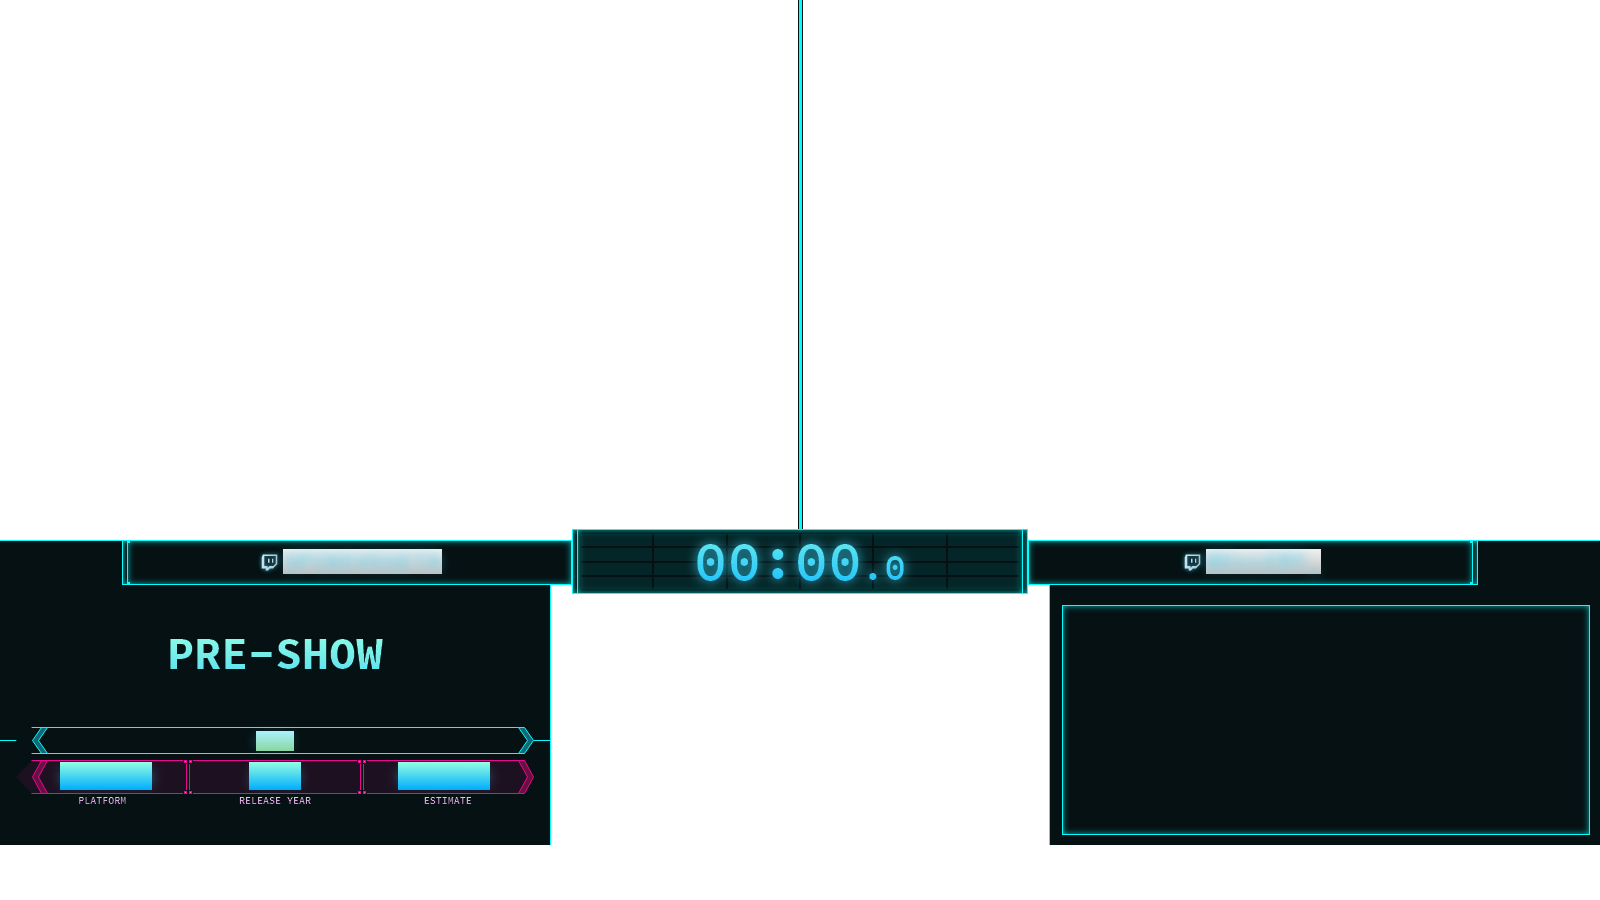 00:00.0
PRE-SHOW
PLATFORM
RELEASE YEAR
ESTIMATE